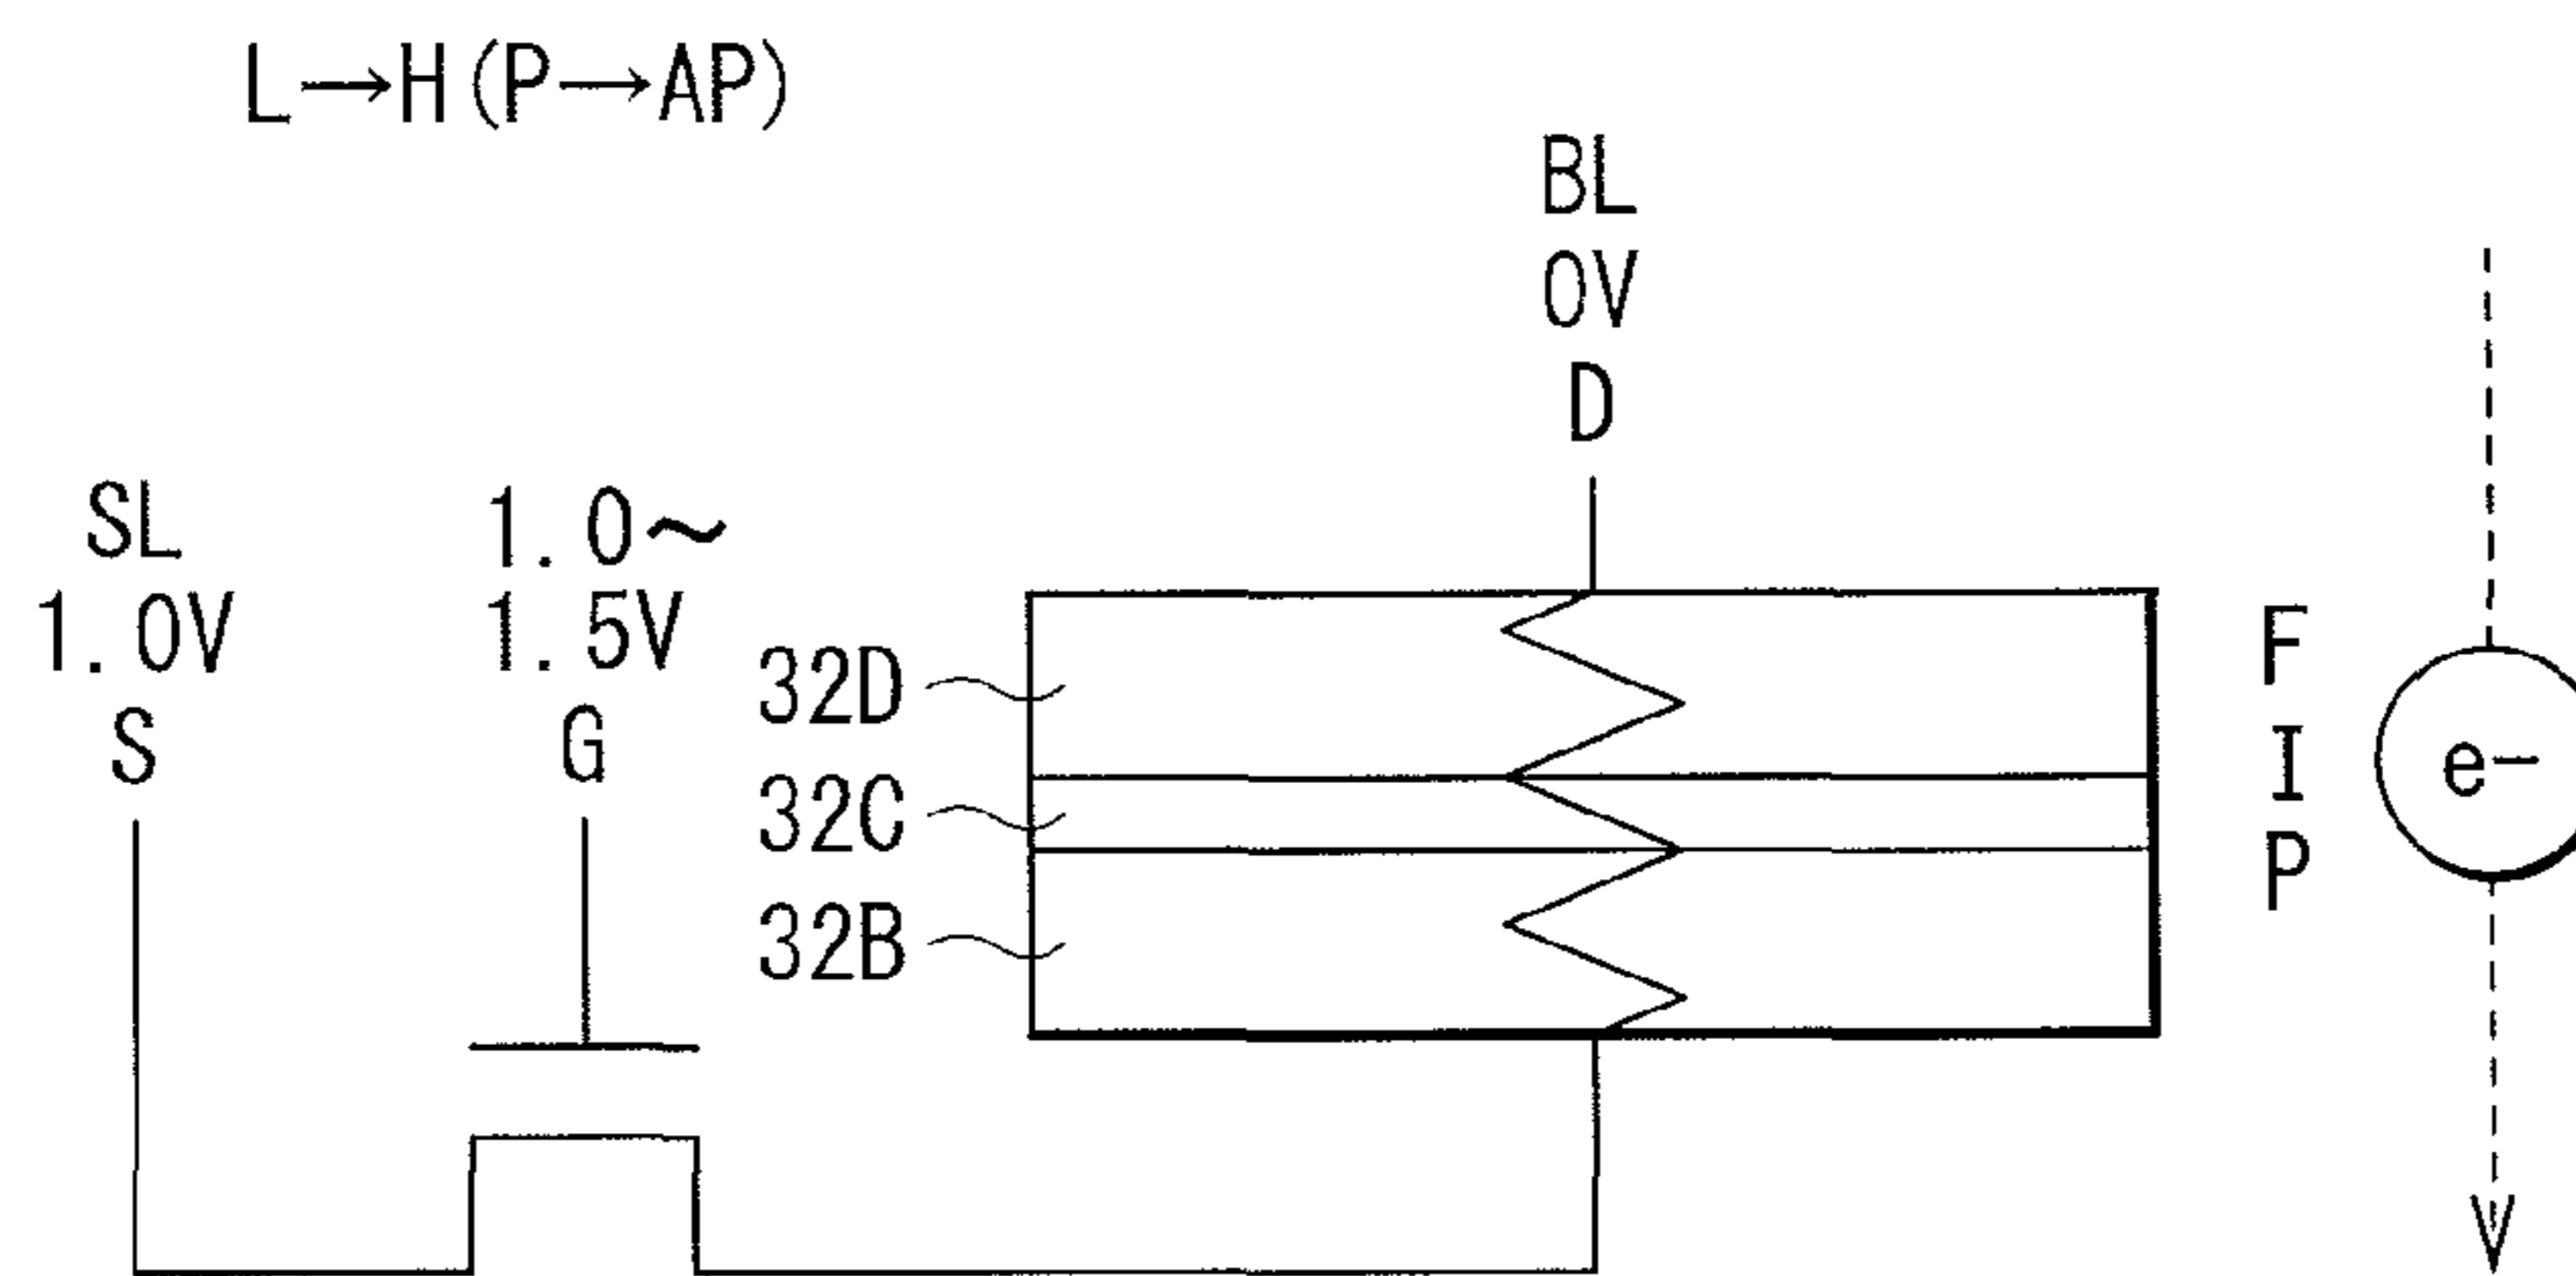 L→H(P→AP)
BL
0V
D
SL
1.0V
S
1.0~
1.5V
G
32D
32C
32B
F
I
P
e-